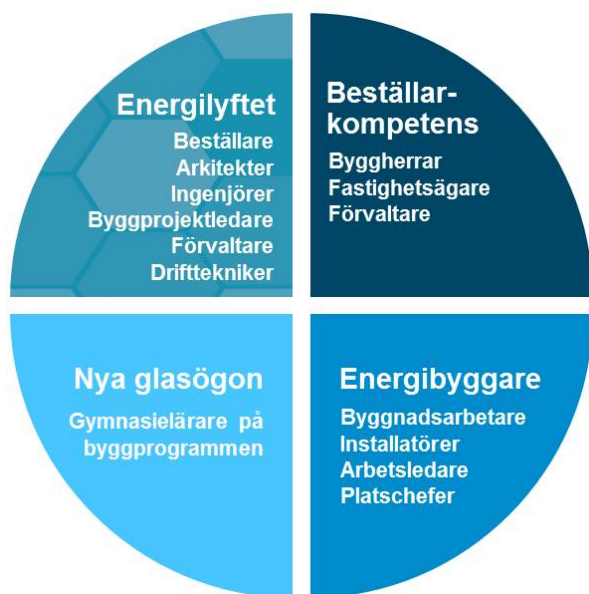 Energilyftet
Beställare
Arkitekter
Ingenjörer
Byggprojektledare
Förvaltare
Drifttekniker
Beställar-
kompetens
Byggherrar
Fastighetsägare
Förvaltare
Nya glasögon
Gymnasielärare på
byggprogrammen
Energibyggare
Byggnadsarbetare
Installatörer
Arbetsledare
Platschefer